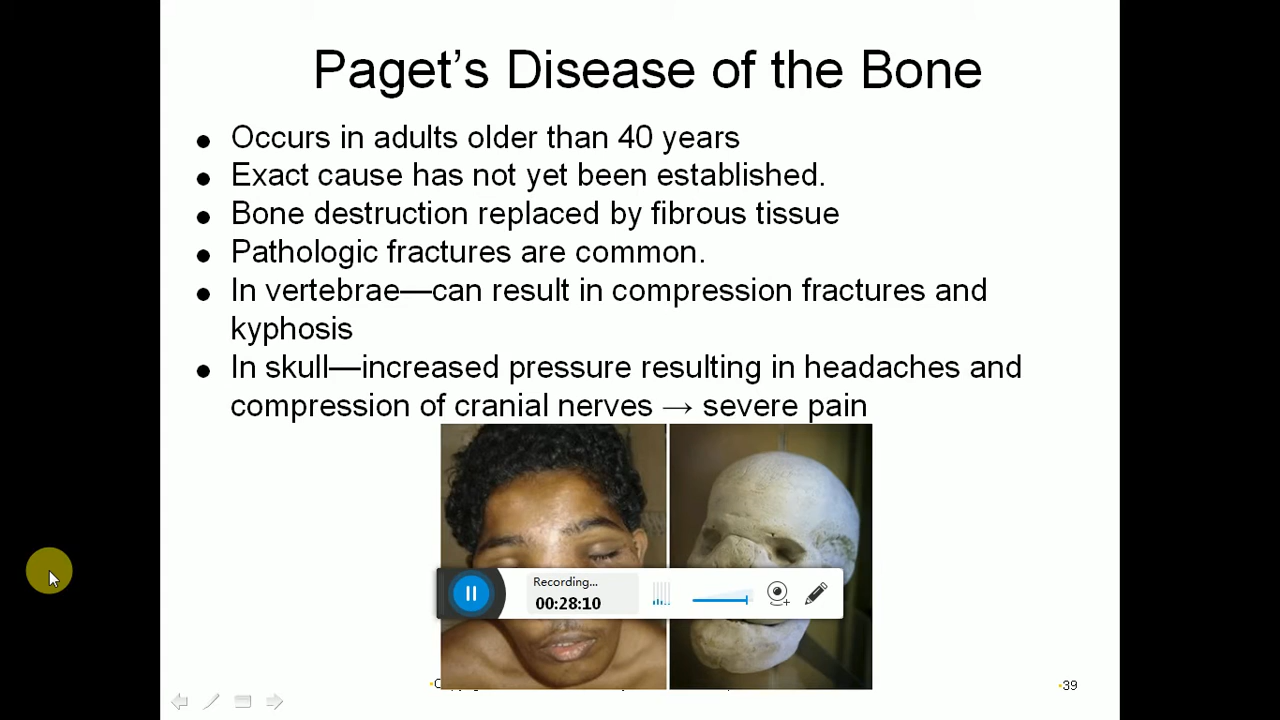 Paget's Disease of the Bone
● Occurs in adults older than 40 years
● Exact cause has not yet been established.
● Bone destruction replaced by fibrous tissue
● Pathologic fractures are common.
● In vertebrae—can result in compression fractures and
kyphosis
● In skull—increased pressure resulting in headaches and
compression of cranial nerves → severe pain
Recording...
00:28:10
•39